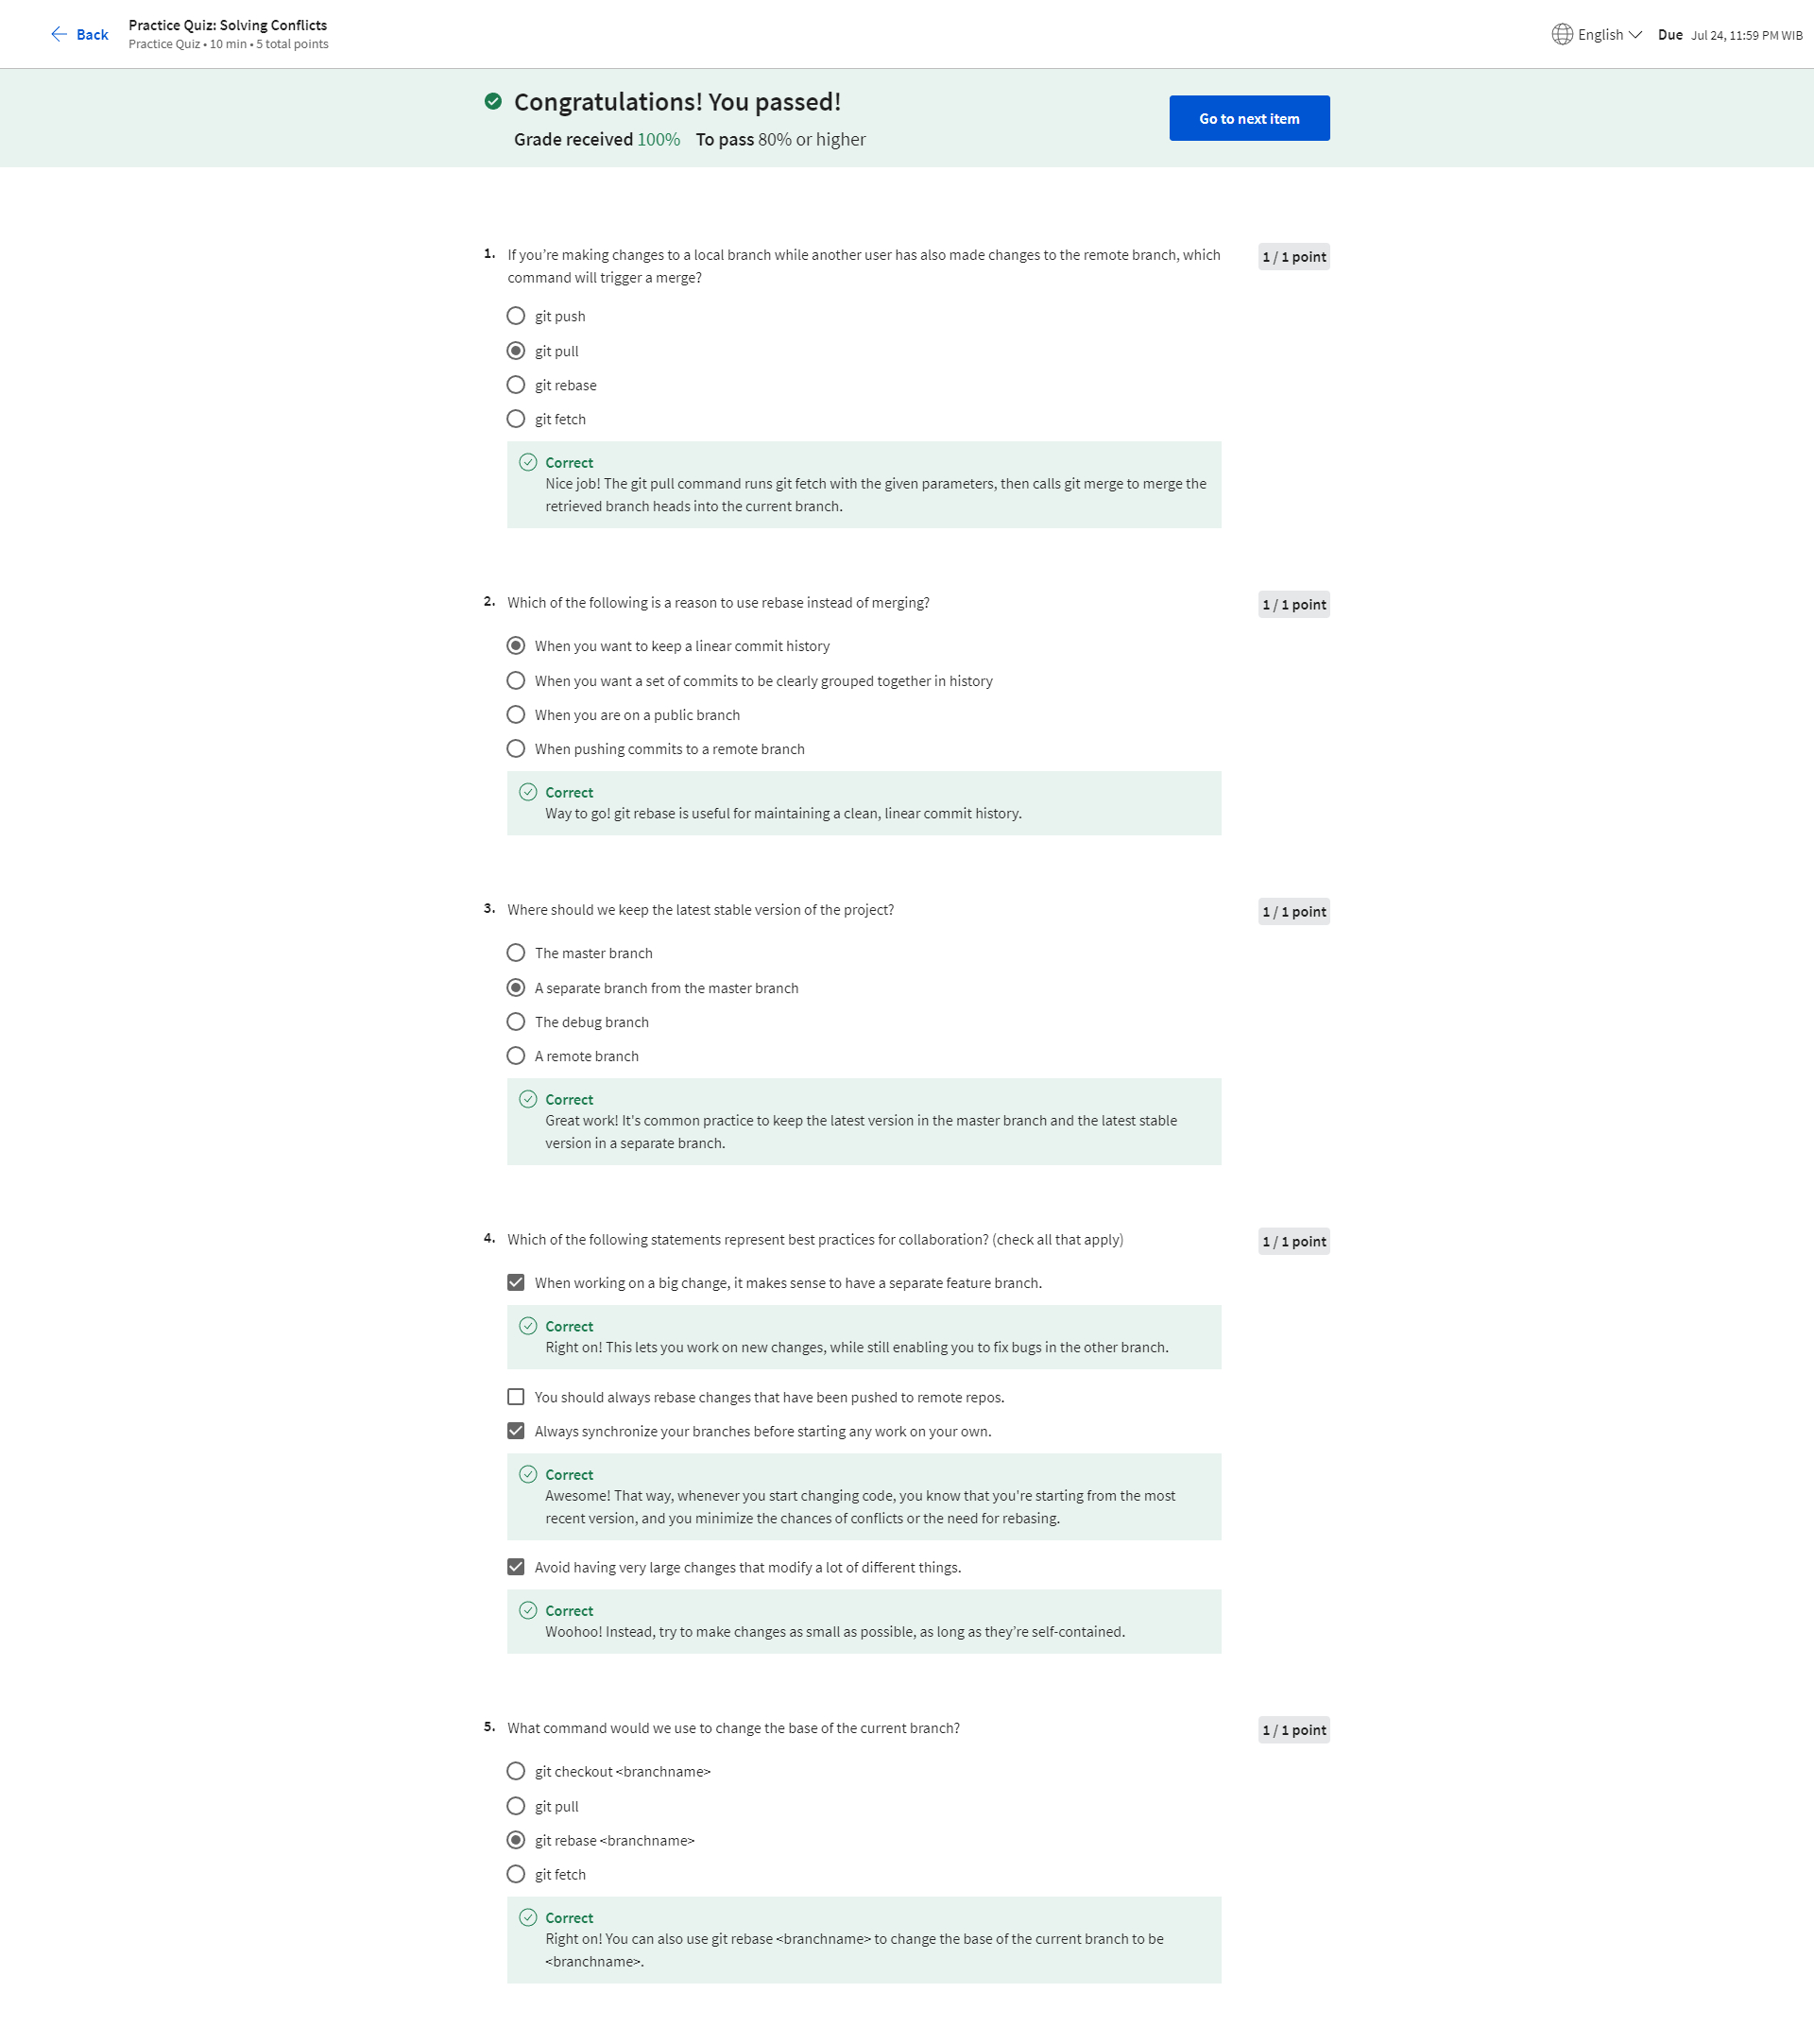 Back
Practice Quiz: Solving Conflicts
Practice Quiz • 10 min • 5 total points
English
Due Jul 24, 11:59 PM WIB
Congratulations! You passed!
Grade received 100% To pass 80% or higher
Go to next item
1. If you’re making changes to a local branch while another user has also made changes to the remote branch, which
command will trigger a merge?
1 / 1 point
git push
git pull
git rebase
git fetch
Correct
Nice job! The git pull command runs git fetch with the given parameters, then calls git merge to merge the
retrieved branch heads into the current branch.
2. Which of the following is a reason to use rebase instead of merging?
1 / 1 point
When you want to keep a linear commit history
When you want a set of commits to be clearly grouped together in history
When you are on a public branch
When pushing commits to a remote branch
Correct
Way to go! git rebase is useful for maintaining a clean, linear commit history.
3. Where should we keep the latest stable version of the project?
1 / 1 point
The master branch
A separate branch from the master branch
The debug branch
A remote branch
Correct
Great work! It's common practice to keep the latest version in the master branch and the latest stable
version in a separate branch.
4. Which of the following statements represent best practices for collaboration? (check all that apply)
1 / 1 point
When working on a big change, it makes sense to have a separate feature branch.
Correct
Right on! This lets you work on new changes, while still enabling you to fix bugs in the other branch.
You should always rebase changes that have been pushed to remote repos.
Always synchronize your branches before starting any work on your own.
Correct
Awesome! That way, whenever you start changing code, you know that you're starting from the most
recent version, and you minimize the chances of conflicts or the need for rebasing.
Avoid having very large changes that modify a lot of different things.
Correct
Woohoo! Instead, try to make changes as small as possible, as long as they’re self-contained.
5. What command would we use to change the base of the current branch?
1 / 1 point
git checkout <branchname>
git pull
git rebase <branchname>
git fetch
Correct
Right on! You can also use git rebase <branchname> to change the base of the current branch to be
<branchname>.